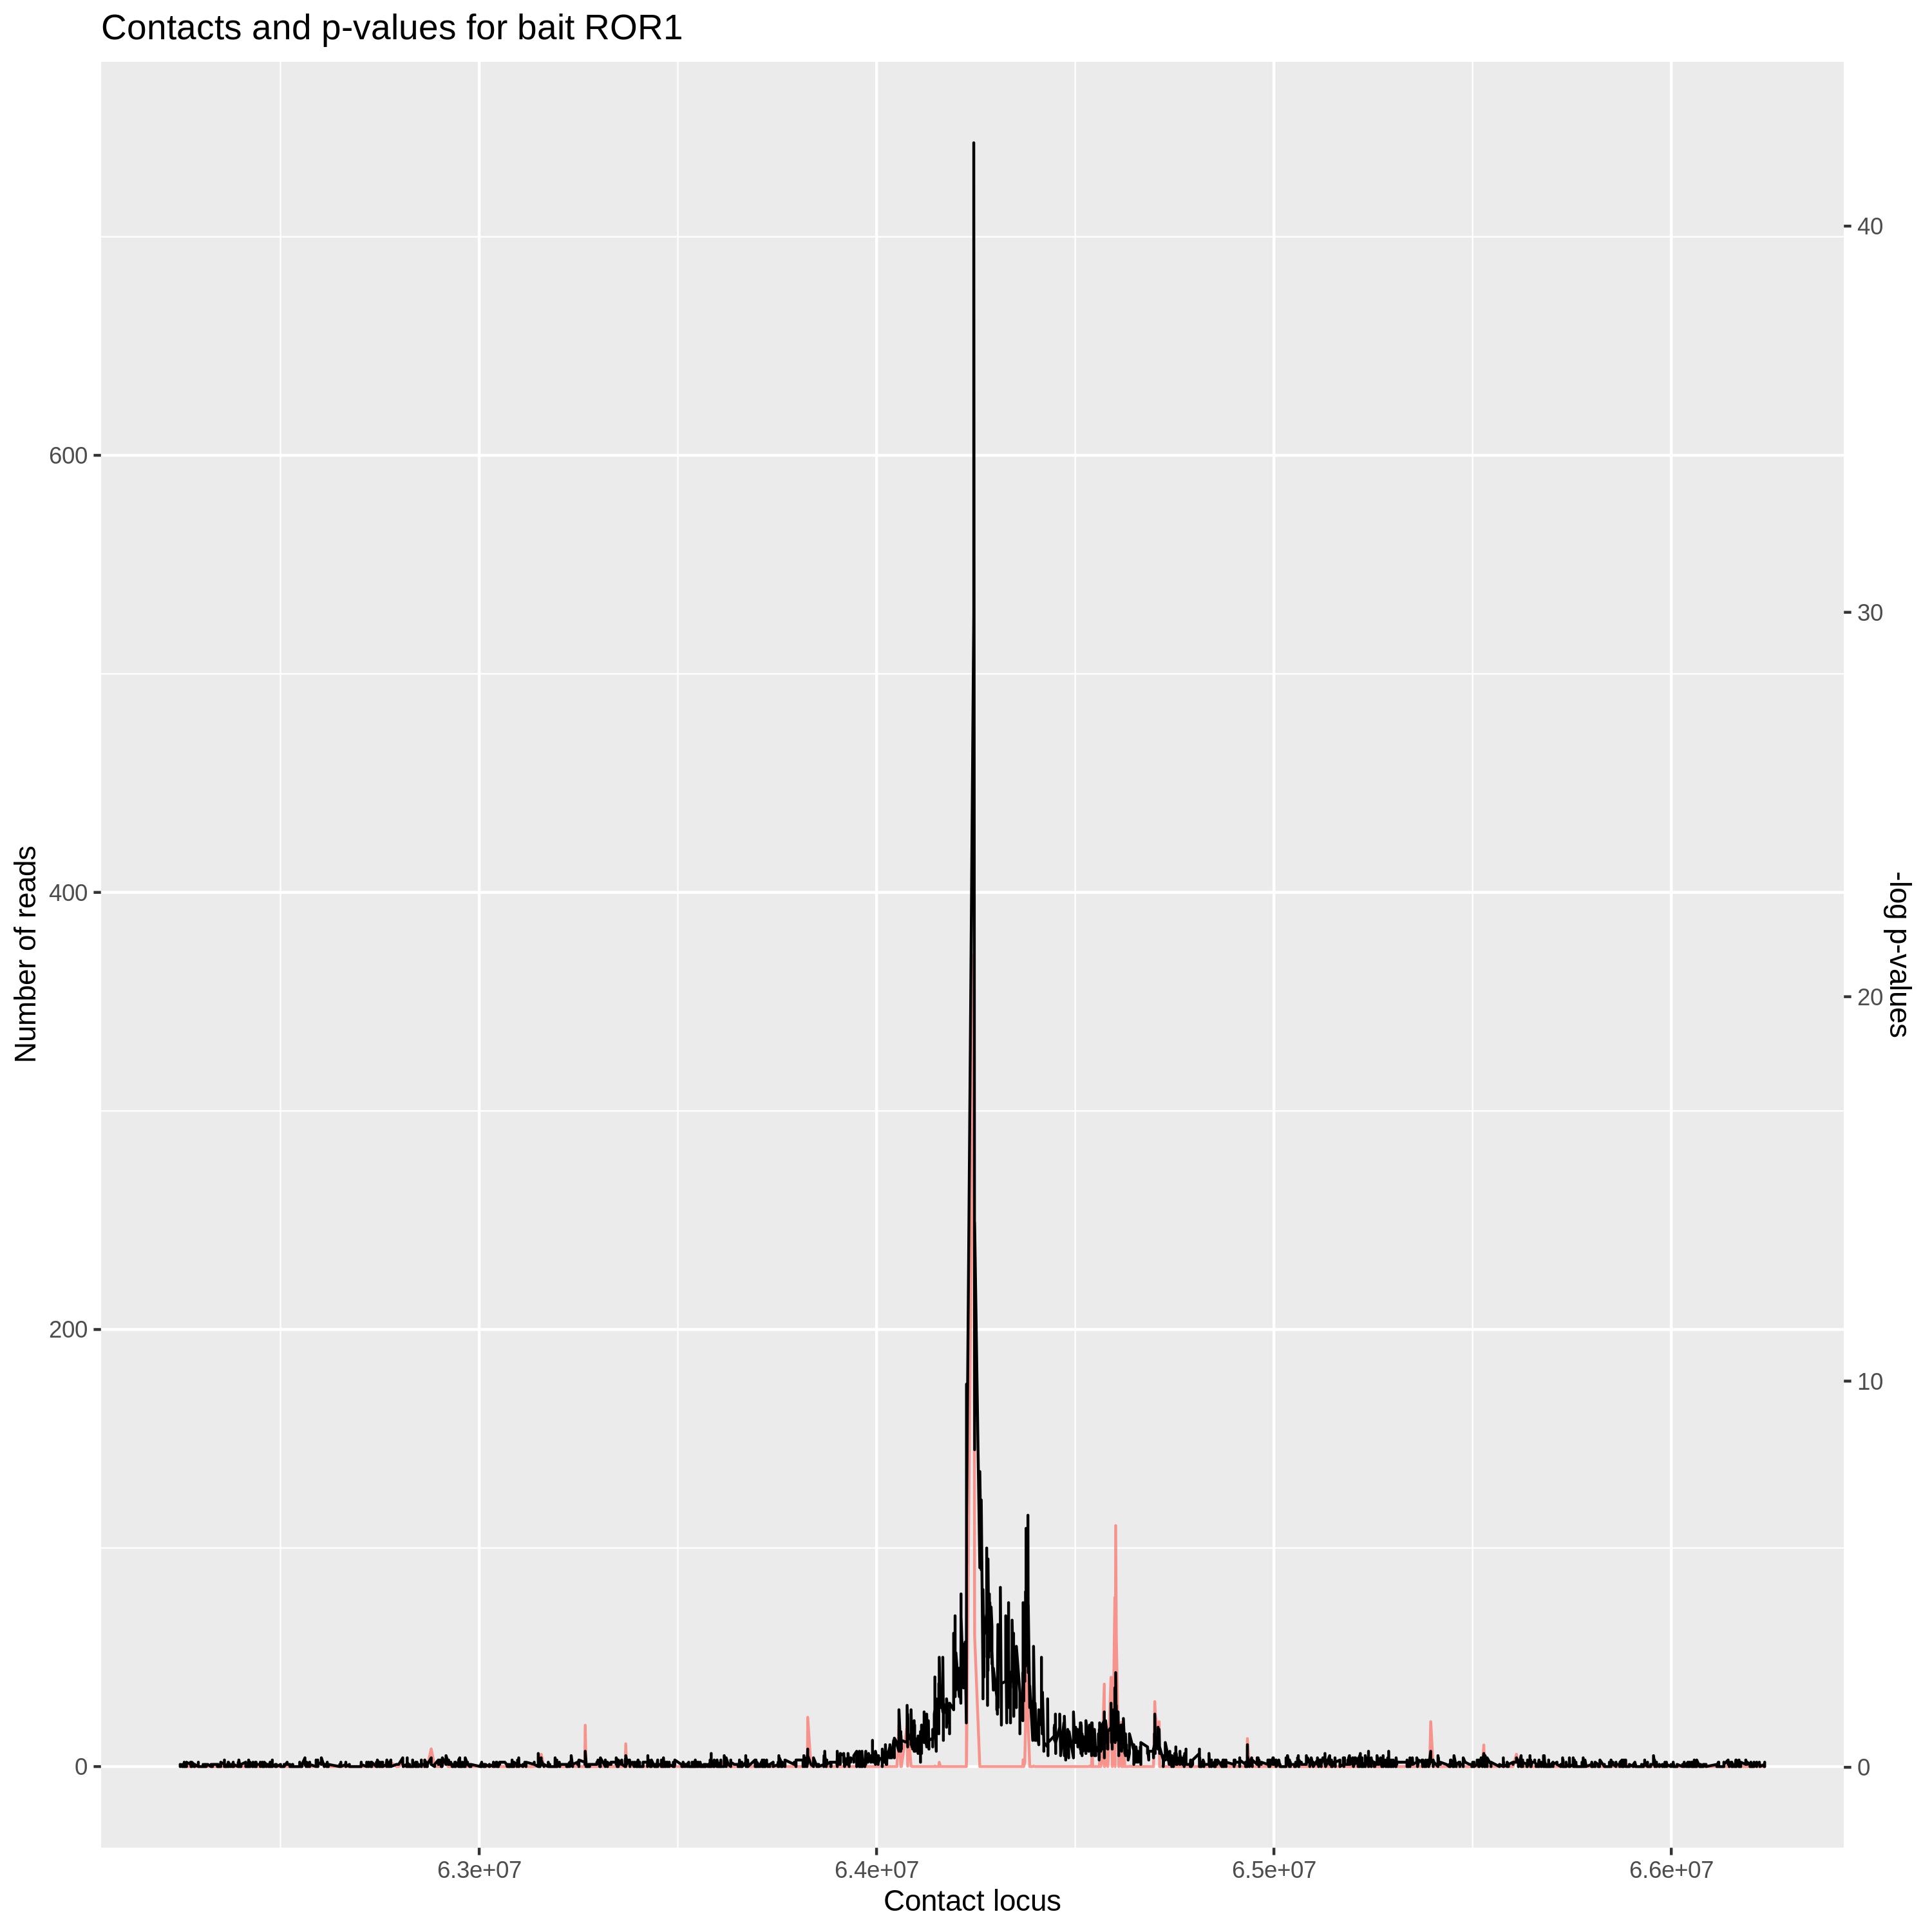 Contacts and p-values for bait ROR1
Number of reads
600
400
200
0
40
30
20
10
0
-log p-values
6.3e+07
6.4e+07
6.5e+07
6.6e+07
Contact locus